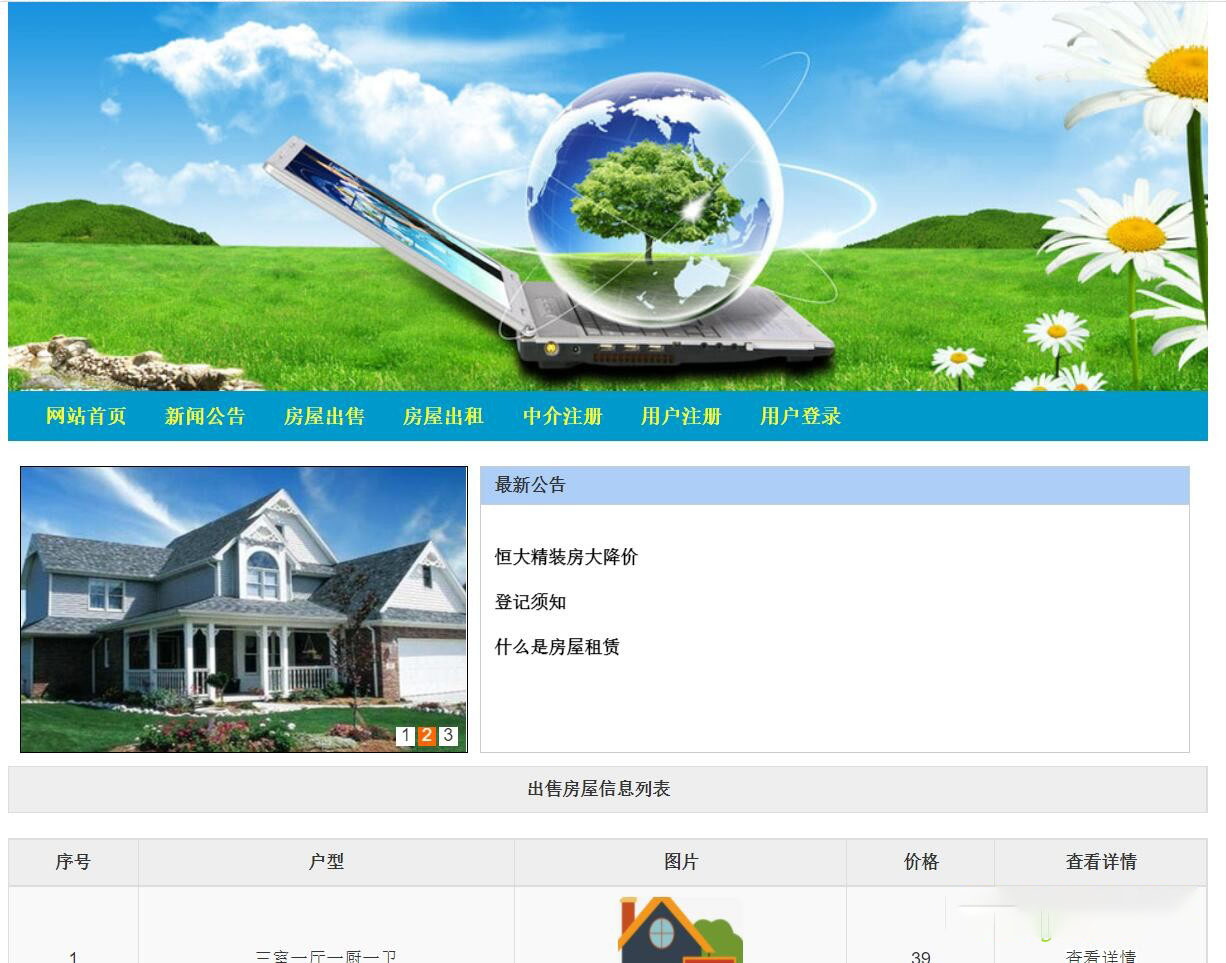 网站首页 新闻公告 房屋出售 房屋出租 中介注册 用户注册 用户登录
最新公告
恒大精装房大降价
登记须知
什么是房屋租赁
1 2 3
出售房屋信息列表
序号 户型 图片 价格 查看详情
1 三室一厅一厨一卫 39 查看详情